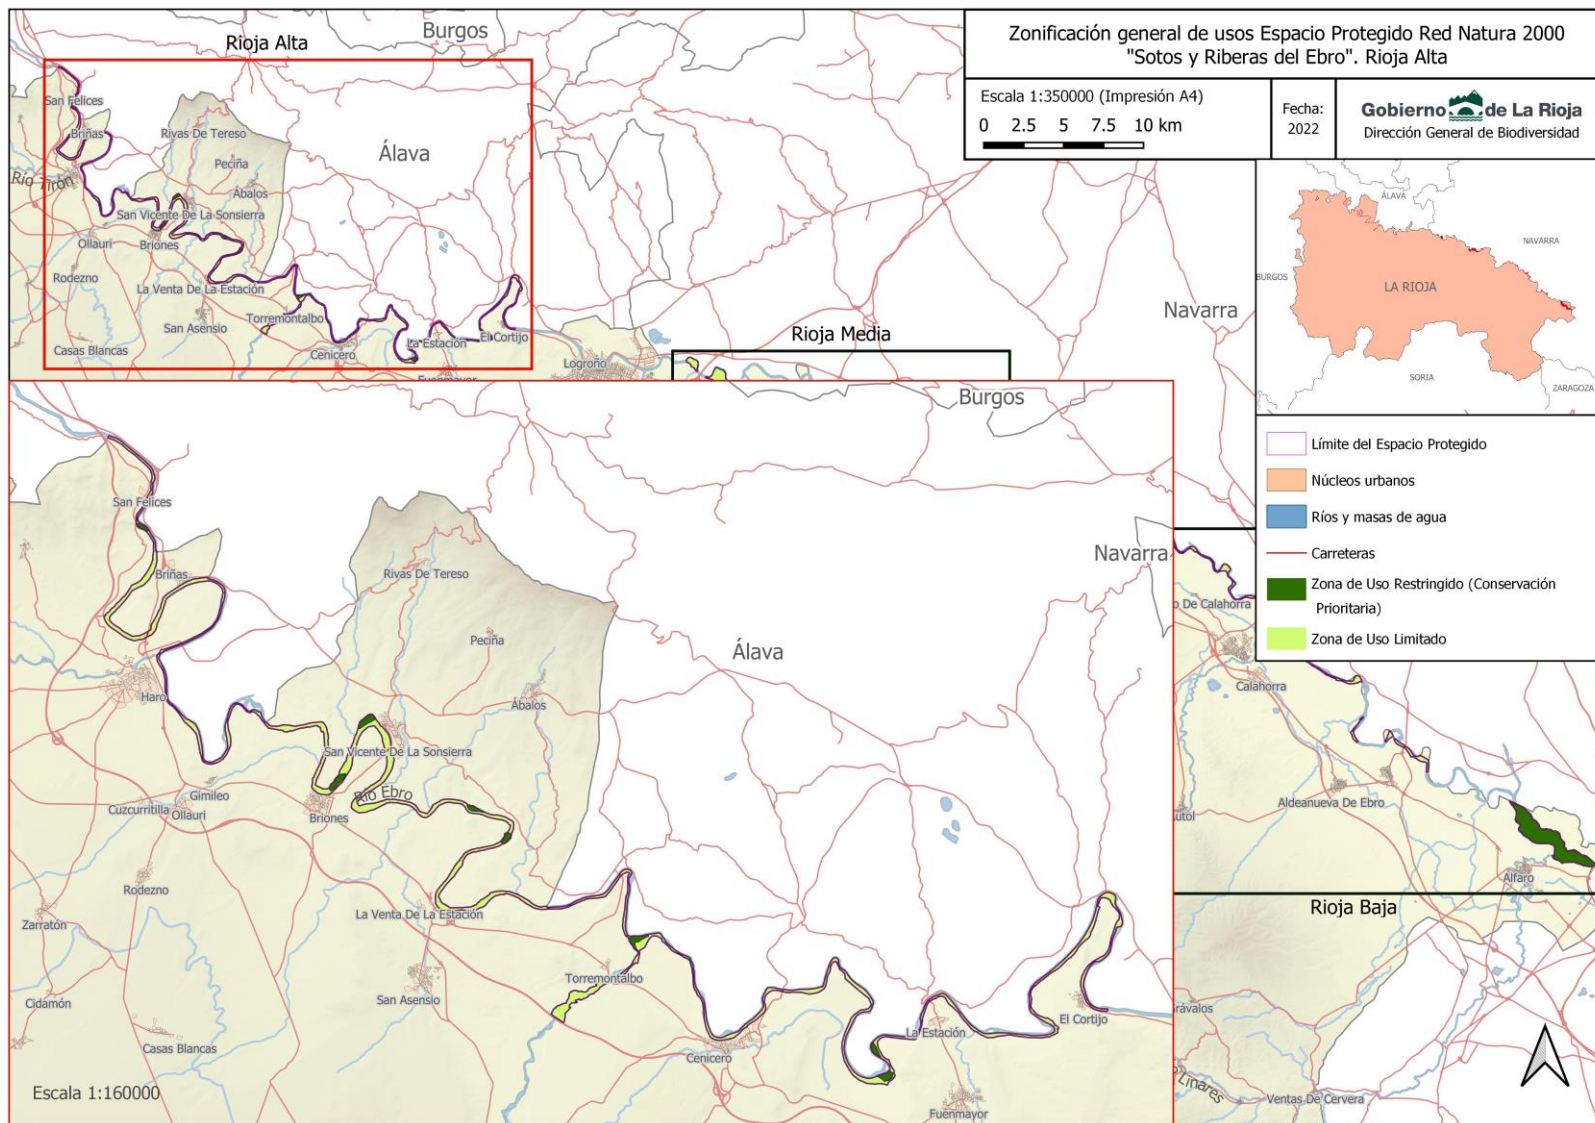 Zonificación general de usos Espacio Protegido Red Natura 2000
"Sotos y Riberas del Ebro". Rioja Alta
Escala 1:350000 (Impresión A4)
0 2.5 5 7.5 10 km
Fecha:
2022
Gobierno de La Rioja
Dirección General de Biodiversidad
Rioja Alta
Burgos
San Felices
Briñas
Rivas De Tereso
Peciña
Álava
Río Tirón
Ábalos
San Vicente De La Sonsierra
Ollauri
Briones
Rodezno
La Venta De La Estación
San Asensio
Torremontalbo
Casas Blancas
Cenicero
La Estación
El Cortijo
Fuenmayor
Logroño
Rioja Media
Navarra
ÁLAVA
NAVARRA
BURGOS
LA RIOJA
SORIA
ZARAGOZA
Límite del Espacio Protegido
Núcleos urbanos
Ríos y masas de agua
Carreteras
Zona de Uso Restringido (Conservación
Prioritaria)
Zona de Uso Limitado
Burgos
San Felices
Navarra
Briñas
Rivas De Tereso
Peciña
Álava
Haro
Ábalos
San Vicente De La Sonsierra
Gimileo
Río Ebro
Cuzcurritilla
Ollauri
Briones
Rodezno
La Venta De La Estación
Zarratón
Torremontalbo
San Asensio
Cidamón
El Cortijo
La Estación
Casas Blancas
Cenicero
Fuenmayor
Escala 1:160000
o De Calahorra
Calahorra
Aldeanueva De Ebro
utol
Alfaro
Rioja Baja
rávalos
o Linares
Ventas De Cervera